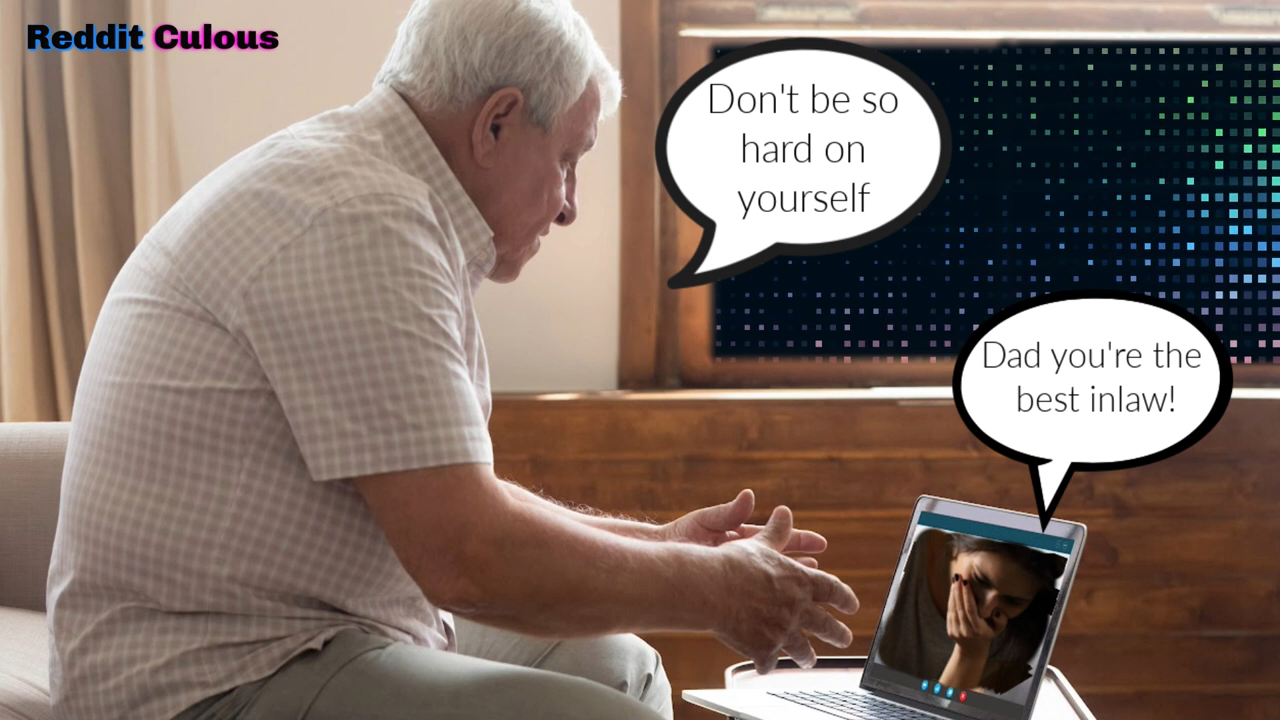 Reddit Culous
Don't be so
hard on
yourself
Dad you're the
best inlaw!